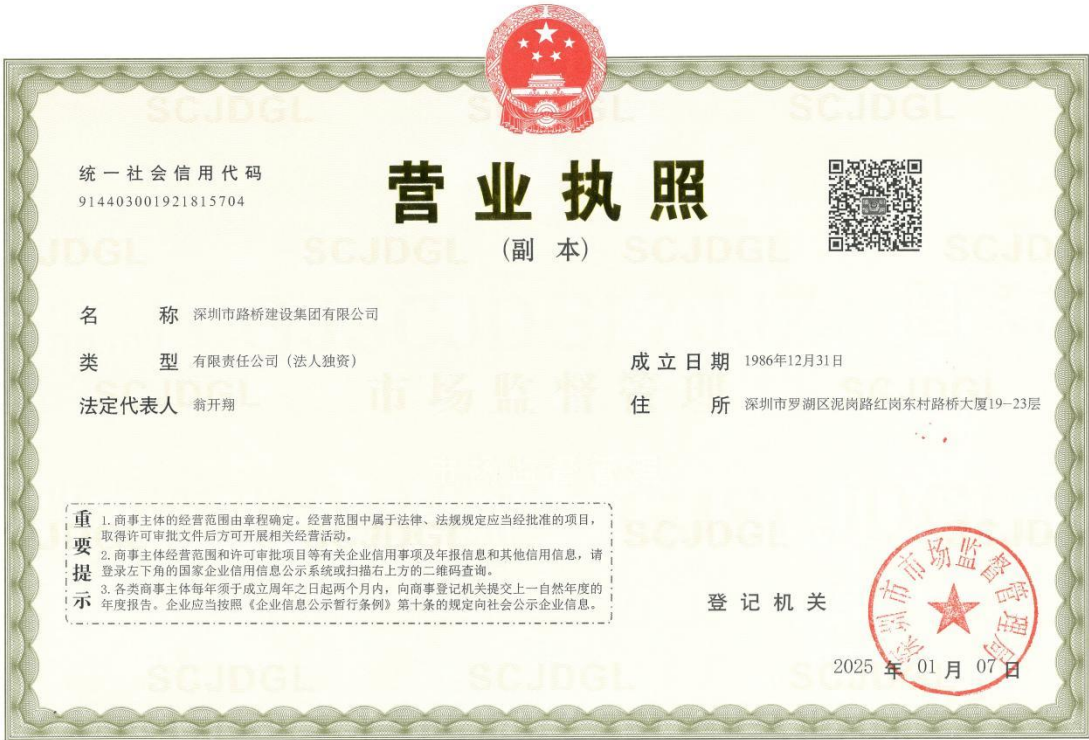 统一社会信用代码
914403001921815704
营业执照
(副 本)
名 称 深圳市路桥建设集团有限公司
类 型 有限责任公司（法人独资）
成立日期 1986年12月31日
法定代表人 翁开翔
住 所 深圳市罗湖区泥岗路红岗东村路桥大厦19-23层
重要提示
1. 商事主体的经营范围由章程确定。经营范围中属于法律、法规规定应当经批准的项目，
取得许可审批文件后方可开展相关经营活动。
2. 商事主体经营范围和许可审批项目等有关企业信用事项及年报信息和其他信用信息，请
登录左下角的国家企业信用信息公示系统或扫描右上方的二维码查询。
3. 各类商事主体每年须于成立周年之日起两个月内，向商事登记机关提交上一自然年度的
年度报告。企业应当按照《企业信息公示暂行条例》第十条的规定向社会公示企业信息。
登记机关
深圳市市场监督管理局
2025 年 01 月 07 日
SCJDGL
SCJDGL
SCJDGL
市场监督管理